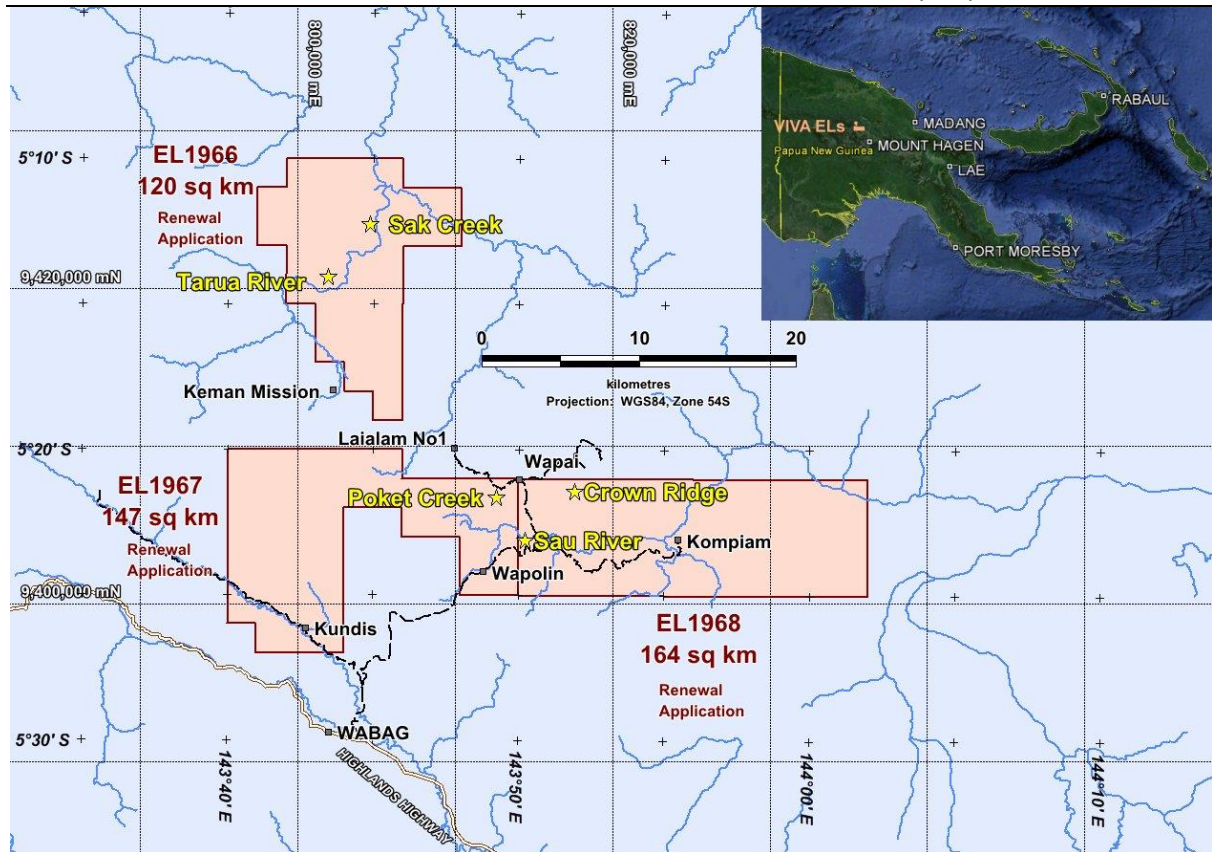 800,000 mE
820,000 mE
5°10' S
EL1966
120 sq km
Renewal
Application
Sak Creek
Tarua River
9,420,000 mN
Keman Mission
VIVA ELs
Papua New Guinea
MADANG
MOUNT HAGEN
LAE
RABAUL
PORT MORESBY
0 10 20
kilometres
Projection: WGS84, Zone 54S
5°20' S
Laialam No1
Wapai
EL1967
147 sq km
Renewal
Application
Poket Creek
Crown Ridge
Sau River
Kompiam
Wapolin
9,400,000 mN
Kundis
EL1968
164 sq km
Renewal
Application
5°30' S
WABAG
HIGHLANDS HIGHWAY
143°40' E
143°50' E
144°00' E
144°10' E